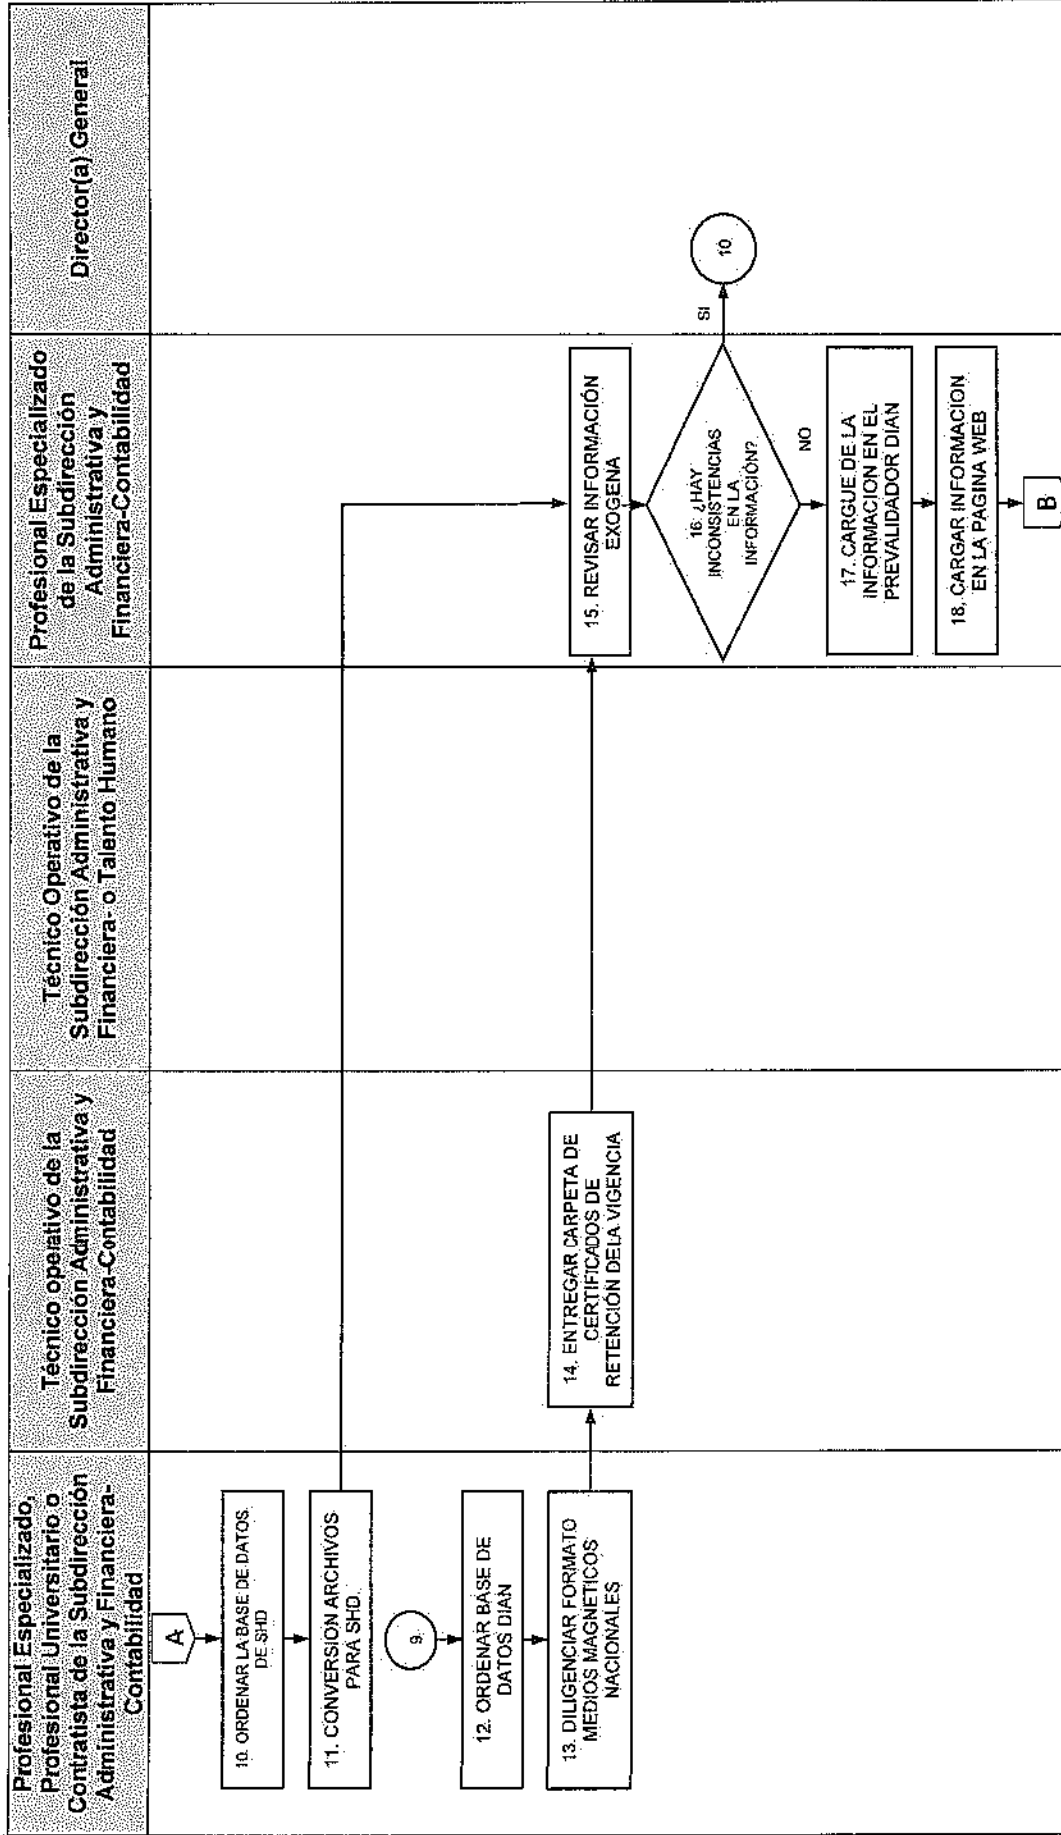 Profesional Especializado,
Profesional Universitario o
Contratista de la Subdirección
Administrativa y Financiera-
Contabilidad
Técnico operativo de la
Subdirección Administrativa y
Financiera-Contabilidad
Técnico Operativo de la
Subdirección Administrativa y
Financiera- o Talento Humano
Profesional Especializado
de la Subdirección
Administrativa y
Financiera-Contabilidad
Director(a) General
A
10. ORDENAR LA BASE DE DATOS
DE SHD
11. CONVERSION ARCHIVOS
PARA SHD.
9
12. ORDENAR BASE DE
DATOS DIAN
13. DILIGENCIAR FORMATO
MEDIOS MAGNETICOS
NACIONALES
14. ENTREGAR CARPETA DE
CERTIFICADOS DE
RETENCIÓN DELA VIGENCIA
15. REVISAR INFORMACIÓN
EXOGENA
16. ¿HAY
INCONSISTENCIAS
EN LA
INFORMACIÓN?
SI
10
NO
17. CARGUE DE LA
INFORMACION EN EL
PREVALIDADOR DIAN
18. CARGAR INFORMACION
EN LA PAGINA WEB
B